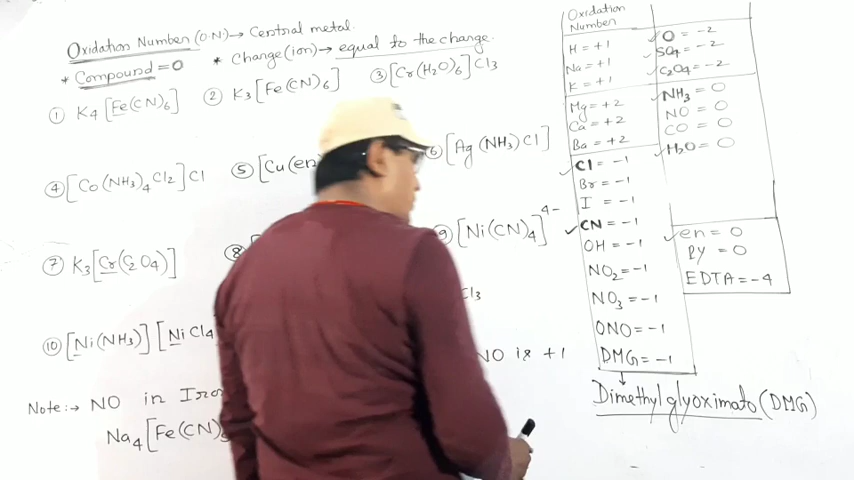 Oxidation Number (O.N) → Central metal.
* Compound = 0 * Charge (ion) → equal to the charge.
① K4 [Fe(CN)6] ② K3 [Fe(CN)6] ③ [Cr(H2O)6] Cl3
④ [Co(NH3)4 Cl2] Cl ⑤ [Cu(en) ⑥ [Ag(NH3) Cl]
⑦ K3 [Cr(C2O4)] ⑧ [ ⑨ [Ni(CN)4]4-
Cl3
⑩ [Ni(NH3)] [NiCl4
NO is +1
Note:→ NO in
Na4 [Fe(CN)
Oxidation
Number
H = +1
Na = +1
K = +1
Mg = +2
Ca = +2
Ba = +2
✓ Cl = -1
Br = -1
I = -1
✓ CN = -1
OH = -1
NO2 = -1
NO3 = -1
ONO = -1
DMG = -1
✓ O = -2
✓ SO4 = -2
✓ C2O4 = -2
✓ NH3 = 0
NO = 0
CO = 0
✓ H2O = 0
✓ en = 0
Py = 0
EDTA = -4
Dimethylglyoximato (DMG)